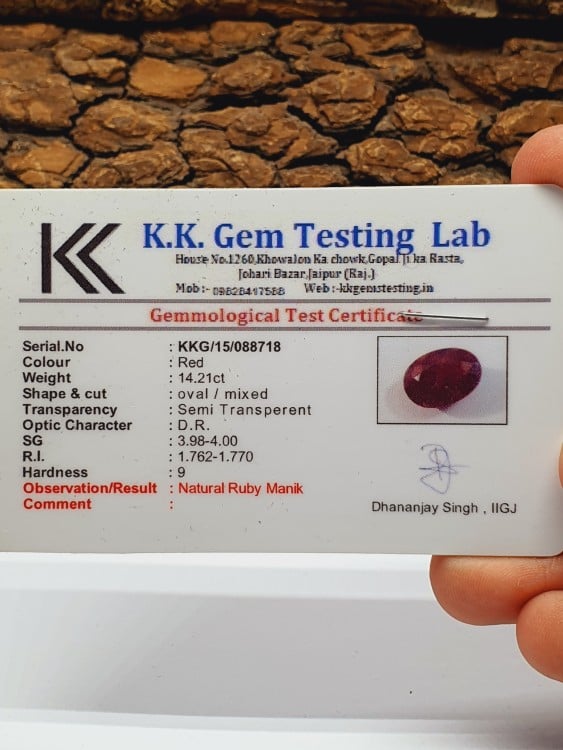 K.K. Gem Testing Lab
House No.1260,Khowalon Ka chowk,Gopal Ji ka Rasta,
Johari Bazar,Jaipur (Raj.)
Mob:- 09828417588 Web:-kkgemstesting.in
Gemmological Test Certificate
Serial.No : KKG/15/088718
Colour : Red
Weight : 14.21ct
Shape & cut : oval / mixed
Transparency : Semi Transperent
Optic Character : D.R.
SG : 3.98-4.00
R.I. : 1.762-1.770
Hardness : 9
Observation/Result : Natural Ruby Manik
Comment :
Dhananjay Singh , IIGJ